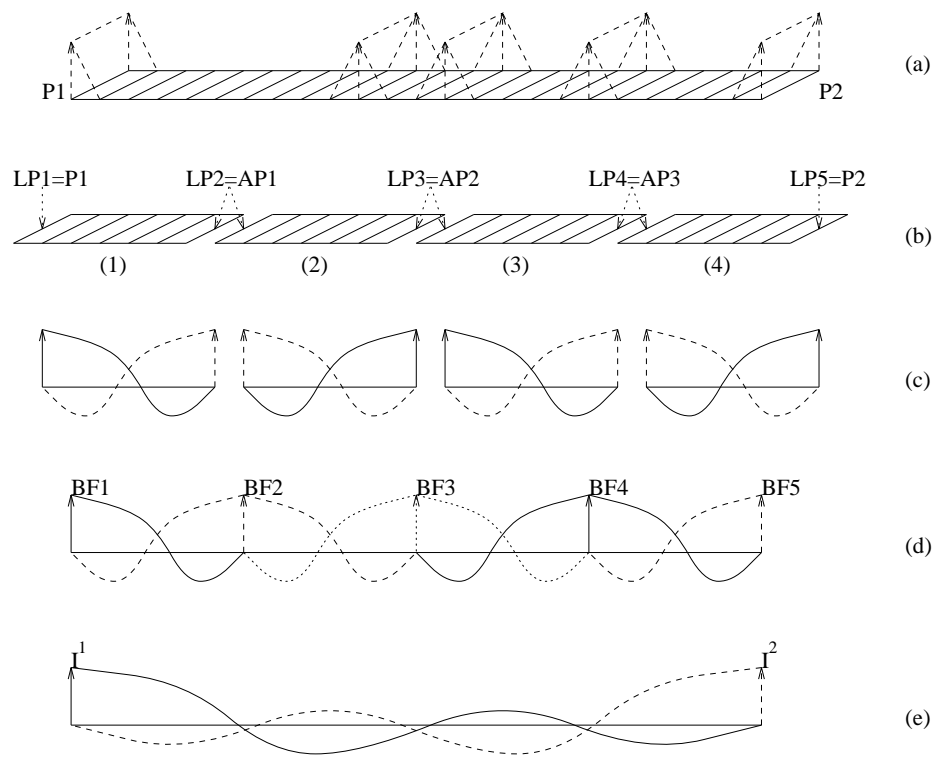 (a)
P1 P2
LP1=P1 LP2=AP1 LP3=AP2 LP4=AP3 LP5=P2
(b)
(1) (2) (3) (4)
(c)
BF1 BF2 BF3 BF4 BF5
(d)
I^1 I^2
(e)